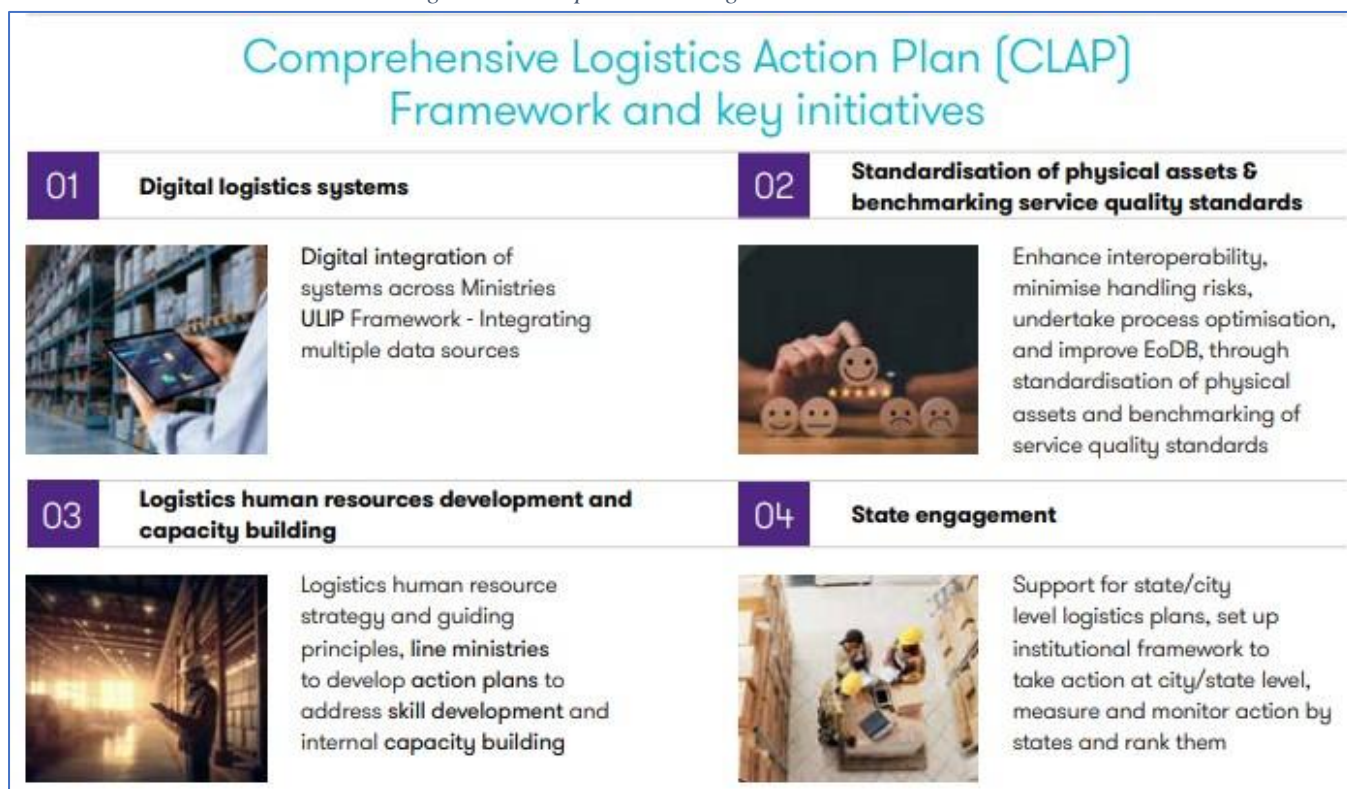 Comprehensive Logistics Action Plan (CLAP)
Framework and key initiatives
01
Digital logistics systems
Digital integration of
systems across Ministries
ULIP Framework - Integrating
multiple data sources
02
Standardisation of physical assets &
benchmarking service quality standards
Enhance interoperability,
minimise handling risks,
undertake process optimisation,
and improve EoDB, through
standardisation of physical
assets and benchmarking of
service quality standards
03
Logistics human resources development and
capacity building
Logistics human resource
strategy and guiding
principles, line ministries
to develop action plans to
address skill development and
internal capacity building
04
State engagement
Support for state/city
level logistics plans, set up
institutional framework to
take action at city/state level,
measure and monitor action by
states and rank them